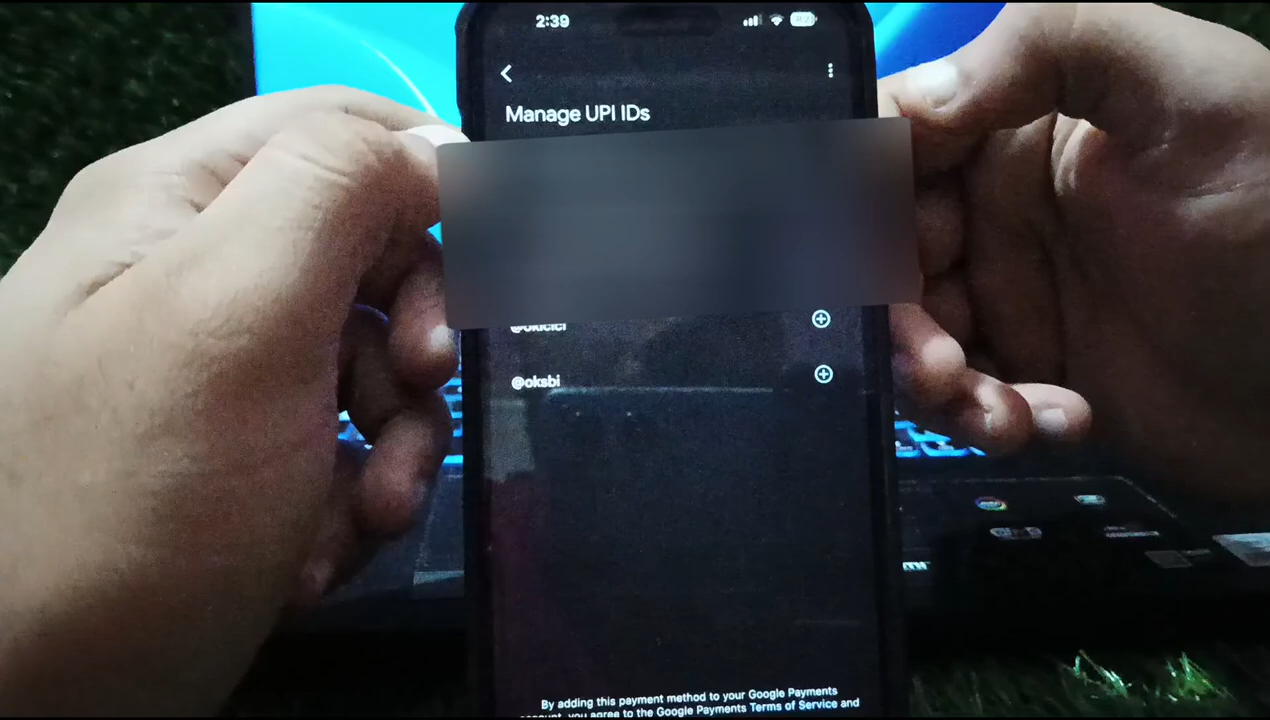 2:39
Manage UPI IDs
@okicici
@oksbi
By adding this payment method to your Google Payments
account, you agree to the Google Payments Terms of Service and